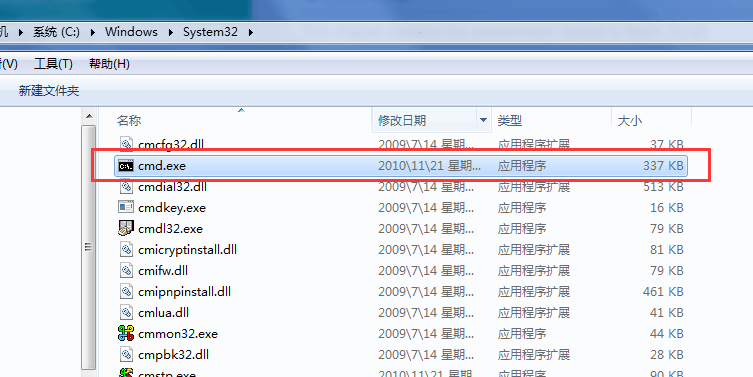 机 ▸ 系统 (C:) ▸ Windows ▸ System32 ▸
(V) 工具(T) 帮助(H)
新建文件夹
名称 修改日期 类型 大小
cmcfg32.dll 2009\7\14 星期... 应用程序扩展 37 KB
cmd.exe 2010\11\21 星期... 应用程序 337 KB
cmdial32.dll 2009\7\14 星期... 应用程序扩展 513 KB
cmdkey.exe 2009\7\14 星期... 应用程序 16 KB
cmdl32.exe 2009\7\14 星期... 应用程序 79 KB
cmicryptinstall.dll 2009\7\14 星期... 应用程序扩展 81 KB
cmifw.dll 2009\7\14 星期... 应用程序扩展 79 KB
cmipnpinstall.dll 2009\7\14 星期... 应用程序扩展 461 KB
cmlua.dll 2009\7\14 星期... 应用程序扩展 41 KB
cmmon32.exe 2009\7\14 星期... 应用程序 44 KB
cmpbk32.dll 2009\7\14 星期... 应用程序扩展 28 KB
cmstp.exe 2010\11\21 星期... 应用程序 90 KB